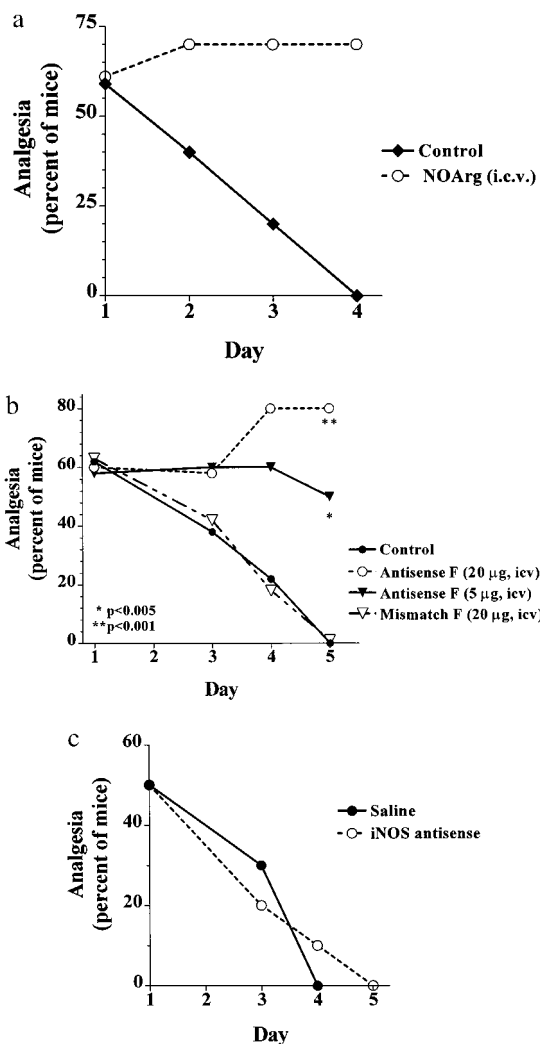 a
75
50
25
0
1 2 3 4
Analgesia
(percent of mice)
Day
Control
NOArg (i.c.v.)
b
80
60
40
20
0
1 2 3 4 5
Analgesia
(percent of mice)
Day
**
*
* p<0.005
**p<0.001
Control
Antisense F (20 μg, icv)
Antisense F (5 μg, icv)
Mismatch F (20 μg, icv)
c
60
40
20
0
1 2 3 4 5
Analgesia
(percent of mice)
Day
Saline
iNOS antisense